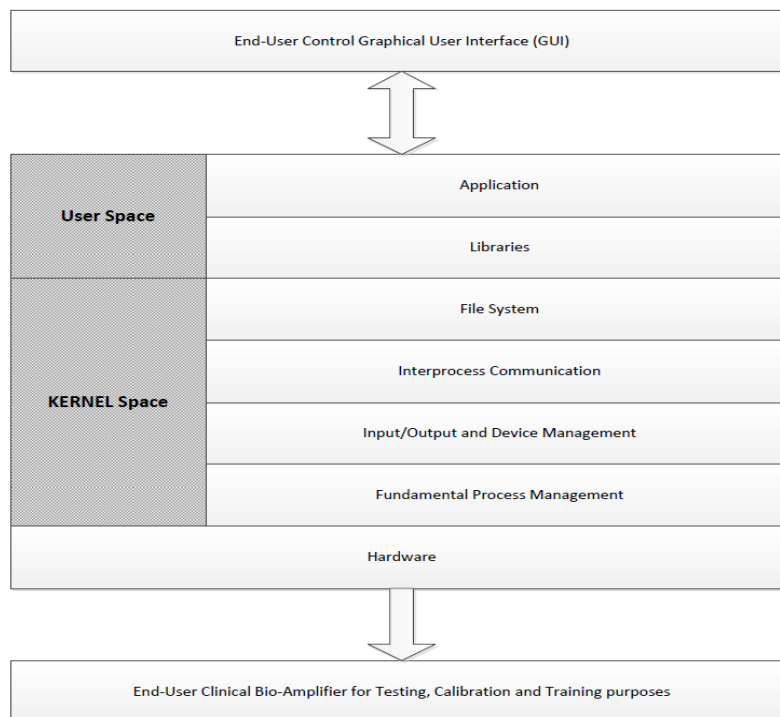 End-User Control Graphical User Interface (GUI)
User Space
Application
Libraries
KERNEL Space
File System
Interprocess Communication
Input/Output and Device Management
Fundamental Process Management
Hardware
End-User Clinical Bio-Amplifier for Testing, Calibration and Training purposes